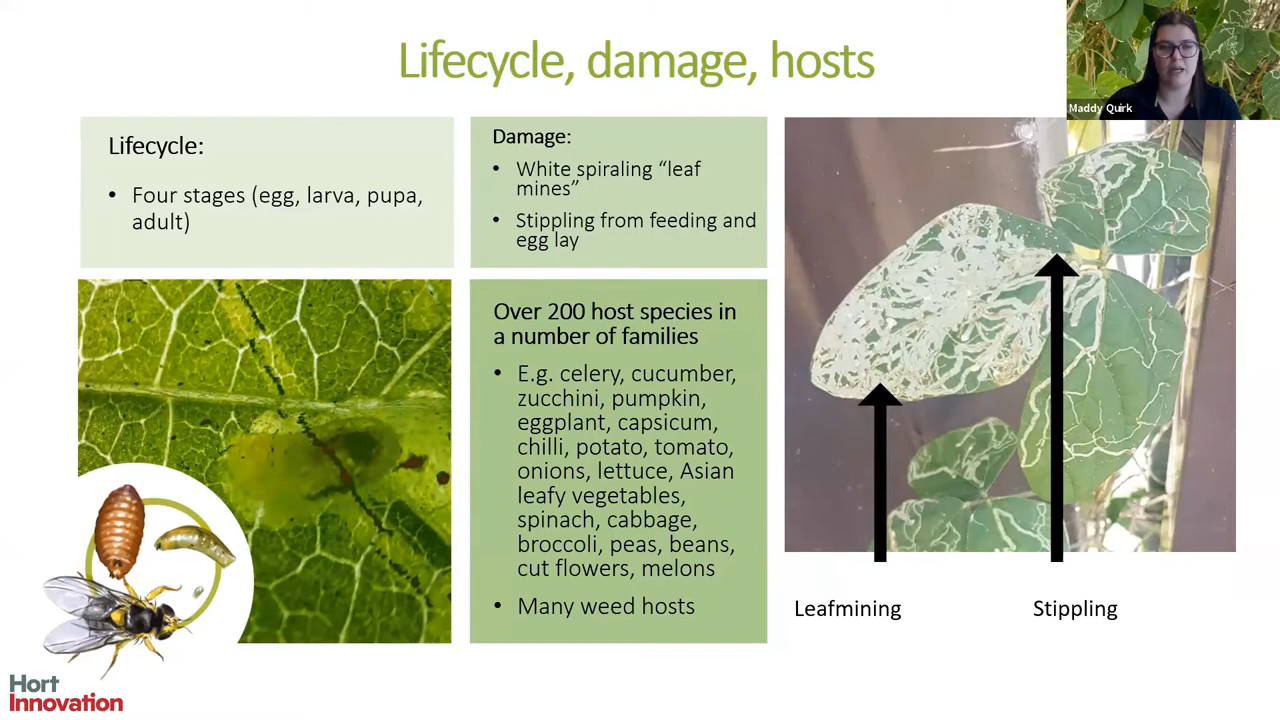 Lifecycle, damage, hosts
Maddy Quirk
Lifecycle:
• Four stages (egg, larva, pupa,
adult)
Damage:
• White spiraling “leaf
mines”
• Stippling from feeding and
egg lay
Over 200 host species in
a number of families
• E.g. celery, cucumber,
zucchini, pumpkin,
eggplant, capsicum,
chilli, potato, tomato,
onions, lettuce, Asian
leafy vegetables,
spinach, cabbage,
broccoli, peas, beans,
cut flowers, melons
• Many weed hosts
Leafmining
Stippling
Hort
Innovation